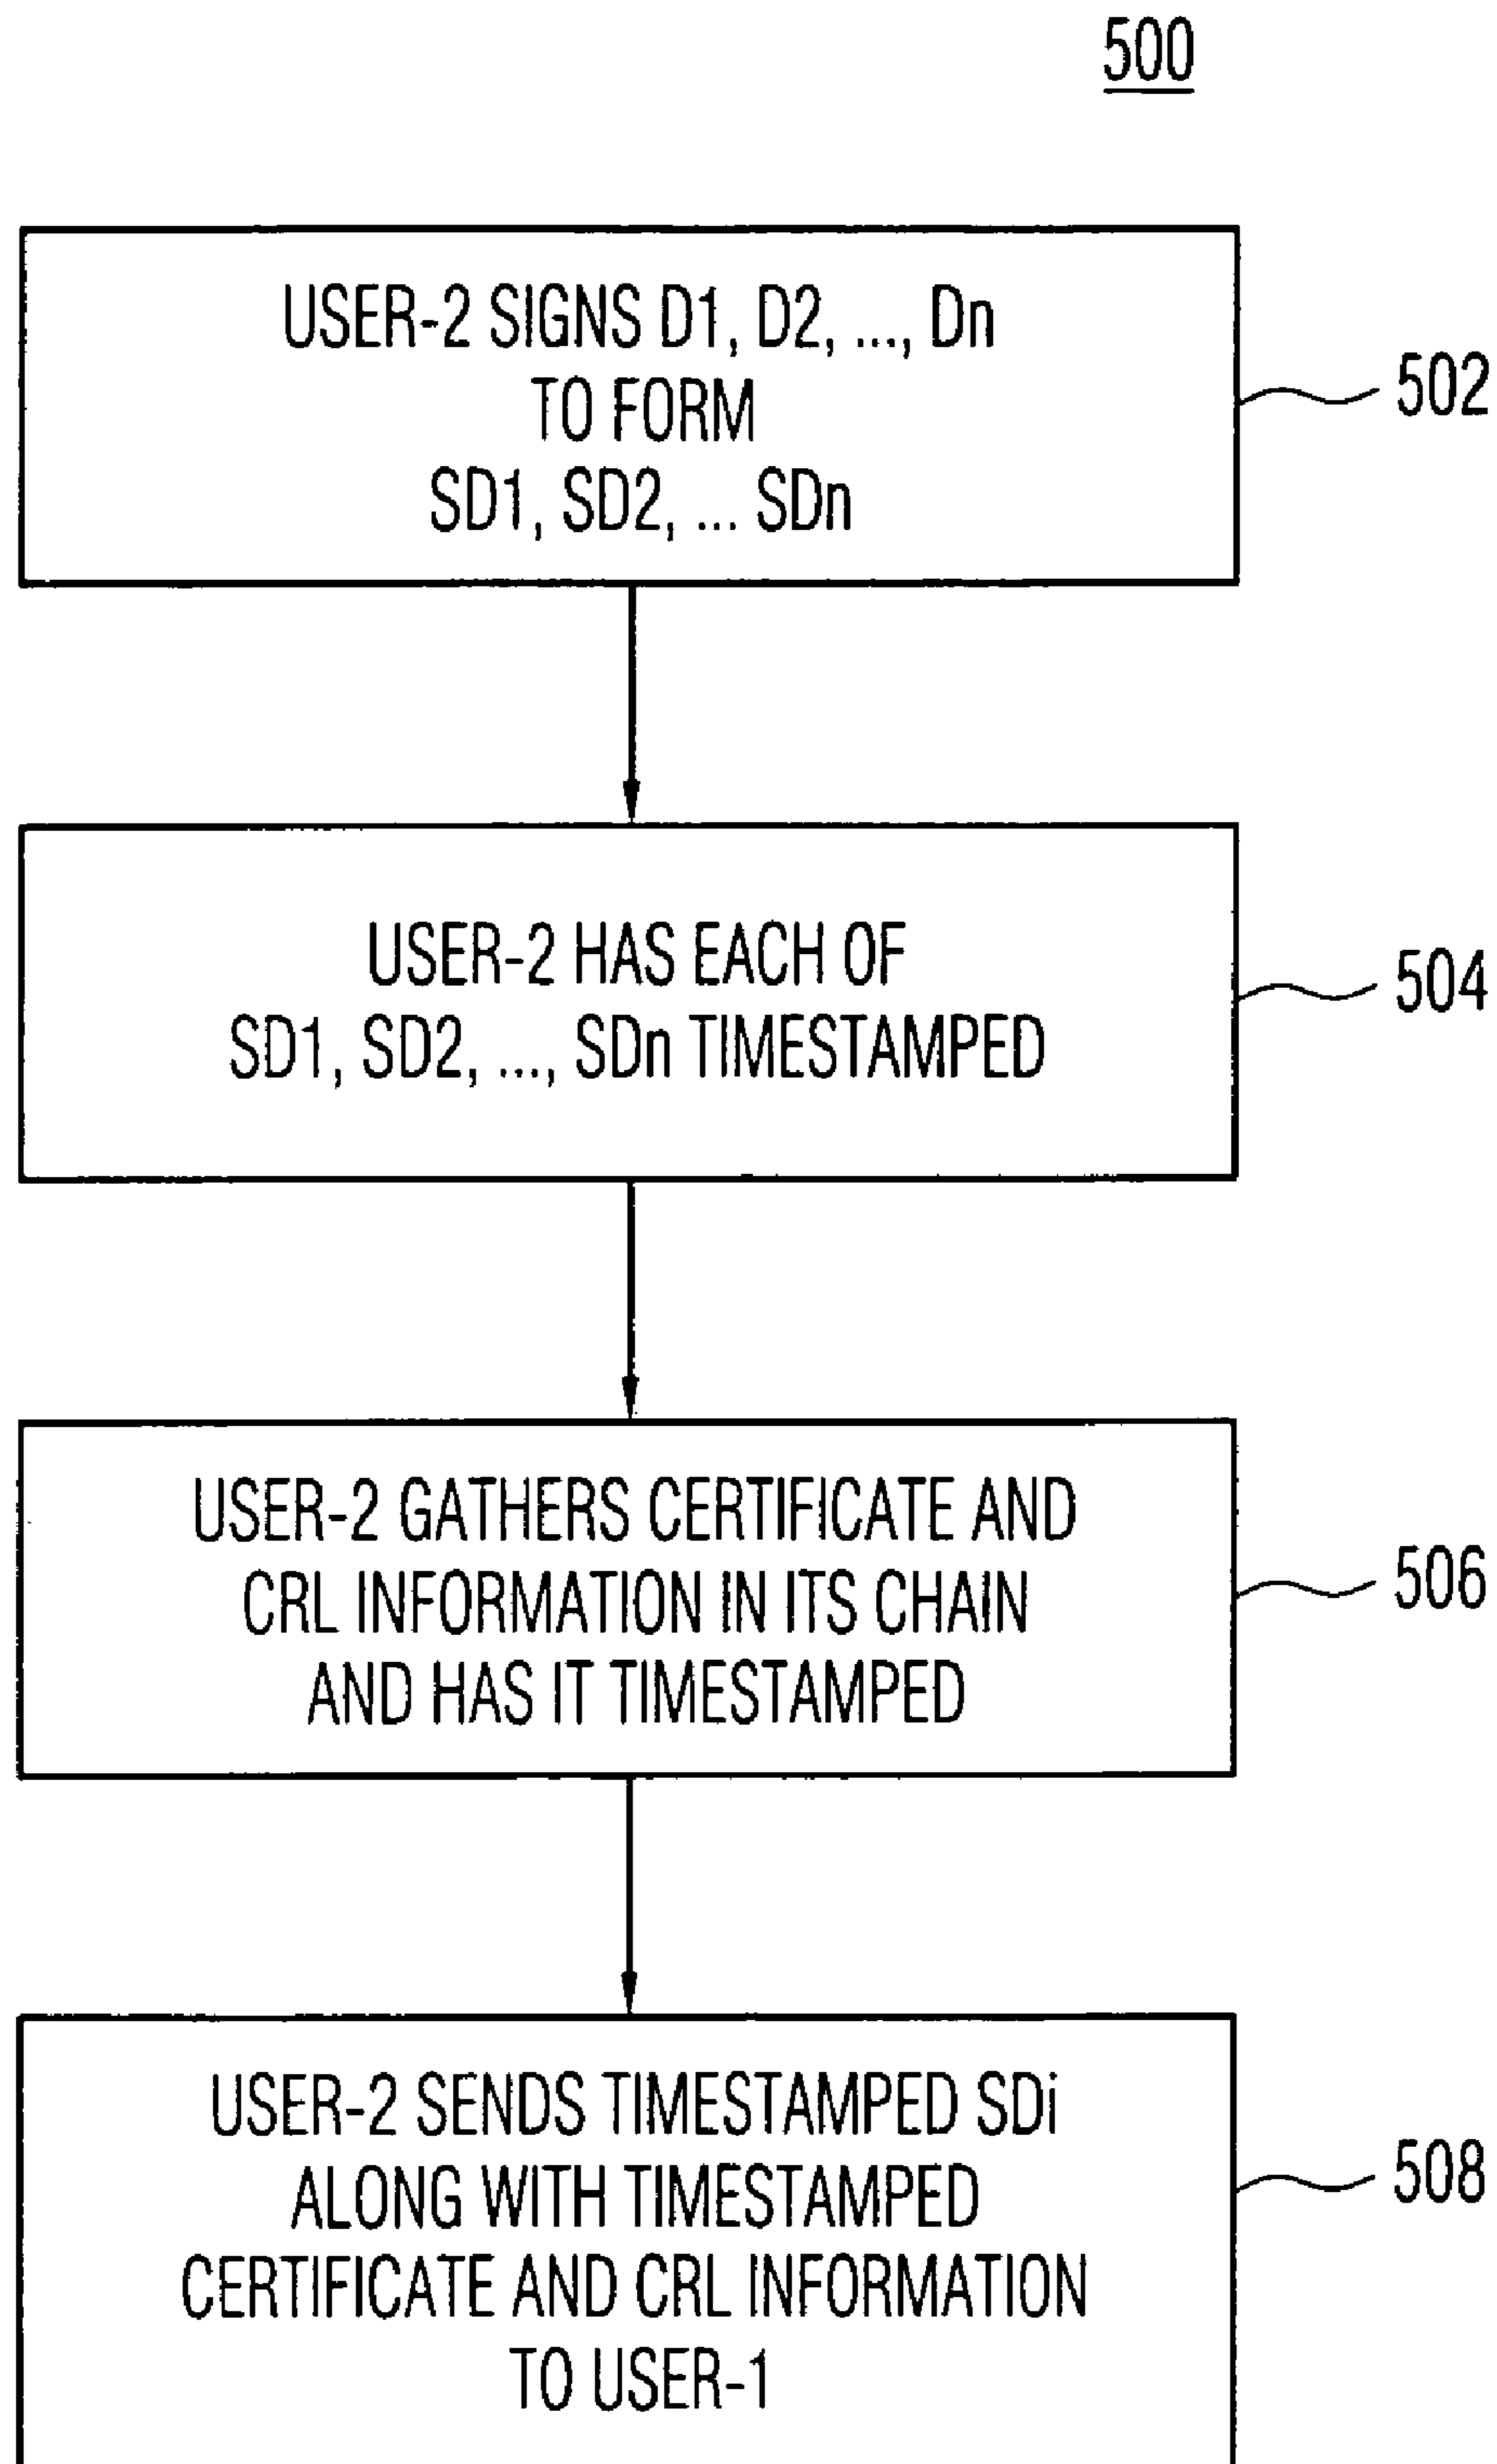 500
USER-2 SIGNS D1, D2, ..., Dn
TO FORM
SD1, SD2, ... SDn
502
USER-2 HAS EACH OF
SD1, SD2, ..., SDn TIMESTAMPED
504
USER-2 GATHERS CERTIFICATE AND
CRL INFORMATION IN ITS CHAIN
AND HAS IT TIMESTAMPED
506
USER-2 SENDS TIMESTAMPED SDi
ALONG WITH TIMESTAMPED
CERTIFICATE AND CRL INFORMATION
TO USER-1
508